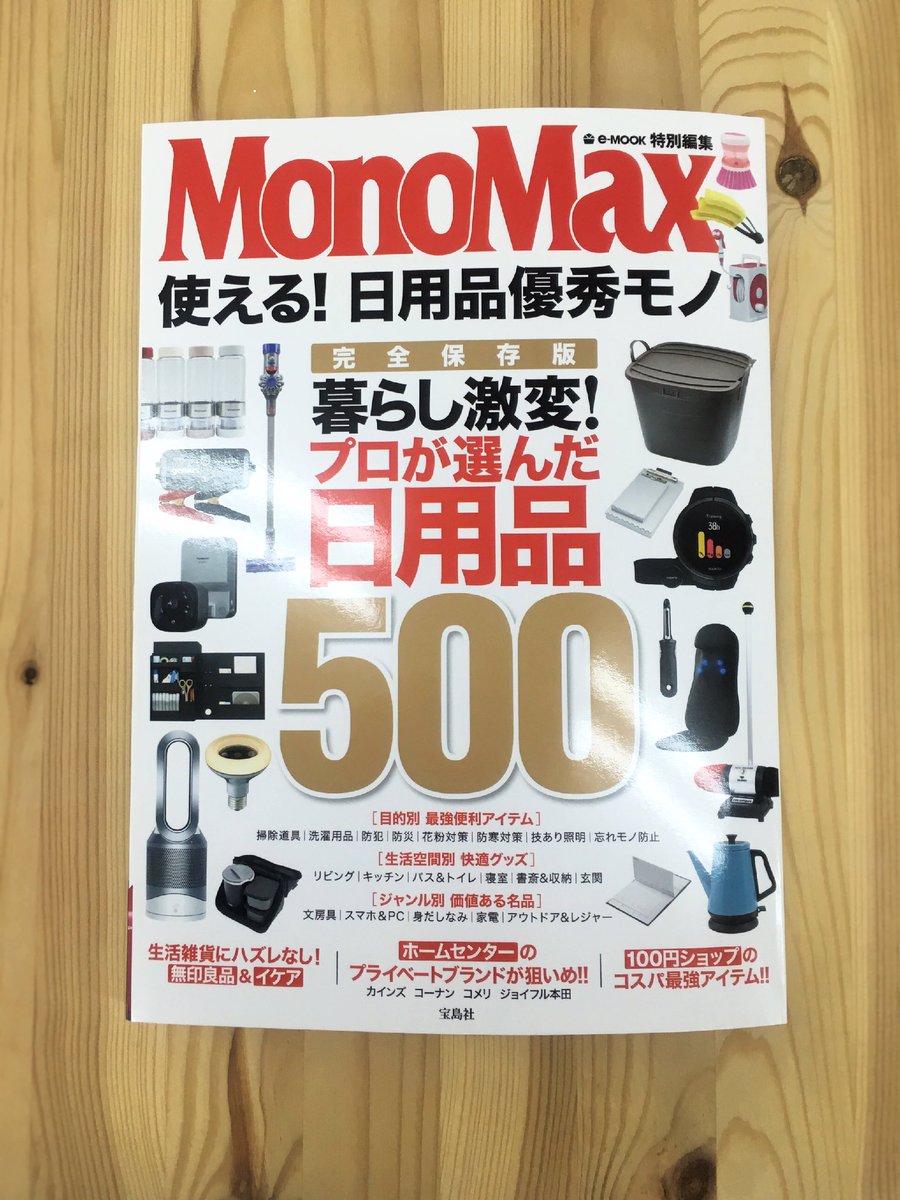 e-MOOK 特別編集
MonoMax
使える! 日用品優秀モノ
完全保存版
暮らし激変!
プロが選んだ
日用品
500
[目的別 最強便利アイテム]
掃除道具|洗濯用品|防犯|防災|花粉対策|防寒対策|技あり照明|忘れモノ防止
[生活空間別 快適グッズ]
リビング|キッチン|バス&トイレ|寝室|書斎&収納|玄関
[ジャンル別 価値ある名品]
文房具|スマホ&PC|身だしなみ|家電|アウトドア&レジャー
生活雑貨にハズレなし!
無印良品&イケア
ホームセンターの
プライベートブランドが狙いめ!!
カインズ コーナン コメリ ジョイフル本田
100円ショップの
コスパ最強アイテム!!
宝島社
38h